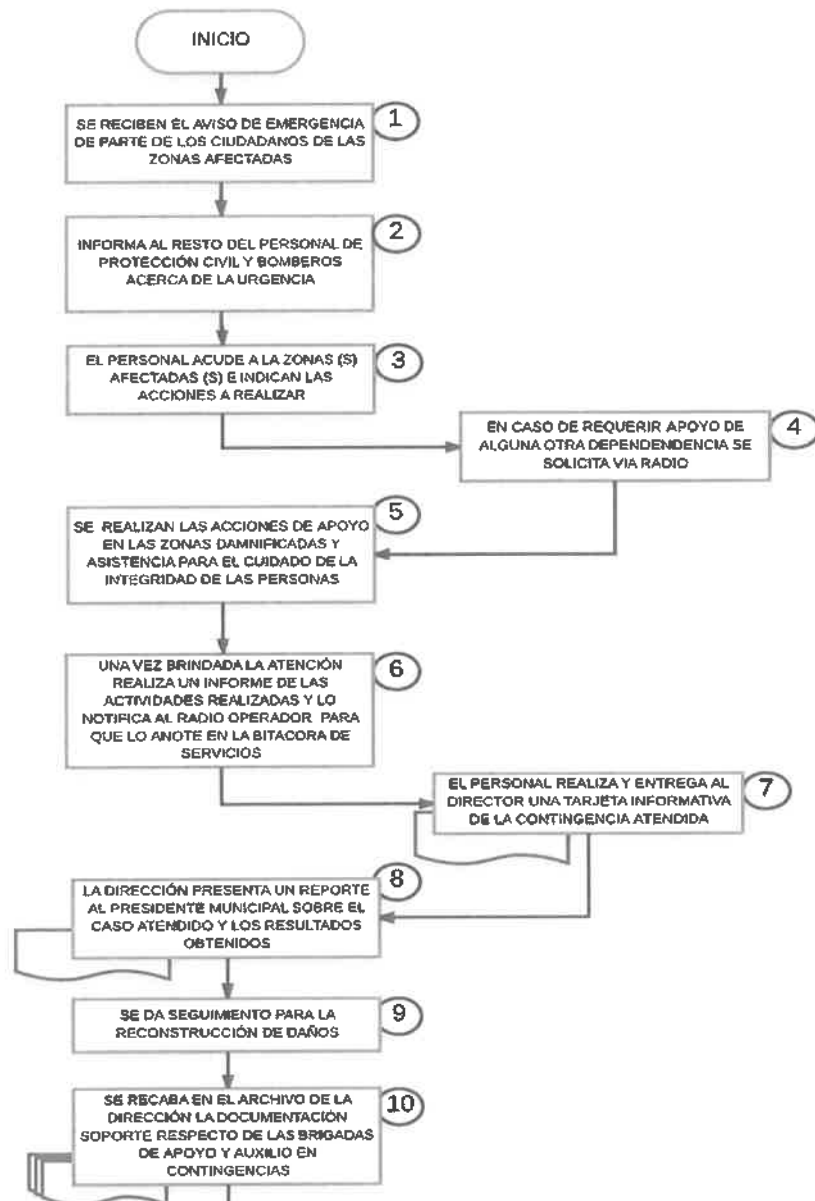 INICIO
1
SE RECIBEN EL AVISO DE EMERGENCIA
DE PARTE DE LOS CIUDADANOS DE LAS
ZONAS AFECTADAS
2
INFORMA AL RESTO DEL PERSONAL DE
PROTECCIÓN CIVIL Y BOMBEROS
ACERCA DE LA URGENCIA
3
EL PERSONAL ACUDE A LA ZONAS (S)
AFECTADAS (S) E INDICAN LAS
ACCIONES A REALIZAR
4
EN CASO DE REQUERIR APOYO DE
ALGUNA OTRA DEPENDENDENCIA SE
SOLICITA VIA RADIO
5
SE REALIZAN LAS ACCIONES DE APOYO
EN LAS ZONAS DAMNIFICADAS Y
ASISTENCIA PARA EL CUIDADO DE LA
INTEGRIDAD DE LAS PERSONAS
6
UNA VEZ BRINDADA LA ATENCIÓN
REALIZA UN INFORME DE LAS
ACTIVIDADES REALIZADAS Y LO
NOTIFICA AL RADIO OPERADOR PARA
QUE LO ANOTE EN LA BITACORA DE
SERVICIOS
7
EL PERSONAL REALIZA Y ENTREGA AL
DIRECTOR UNA TARJETA INFORMATIVA
DE LA CONTINGENCIA ATENDIDA
8
LA DIRECCIÓN PRESENTA UN REPORTE
AL PRESIDENTE MUNICIPAL SOBRE EL
CASO ATENDIDO Y LOS RESULTADOS
OBTENIDOS
9
SE DA SEGUIMIENTO PARA LA
RECONSTRUCCIÓN DE DAÑOS
10
SE RECABA EN EL ARCHIVO DE LA
DIRECCIÓN LA DOCUMENTACIÓN
SOPORTE RESPECTO DE LAS BRIGADAS
DE APOYO Y AUXILIO EN
CONTINGENCIAS